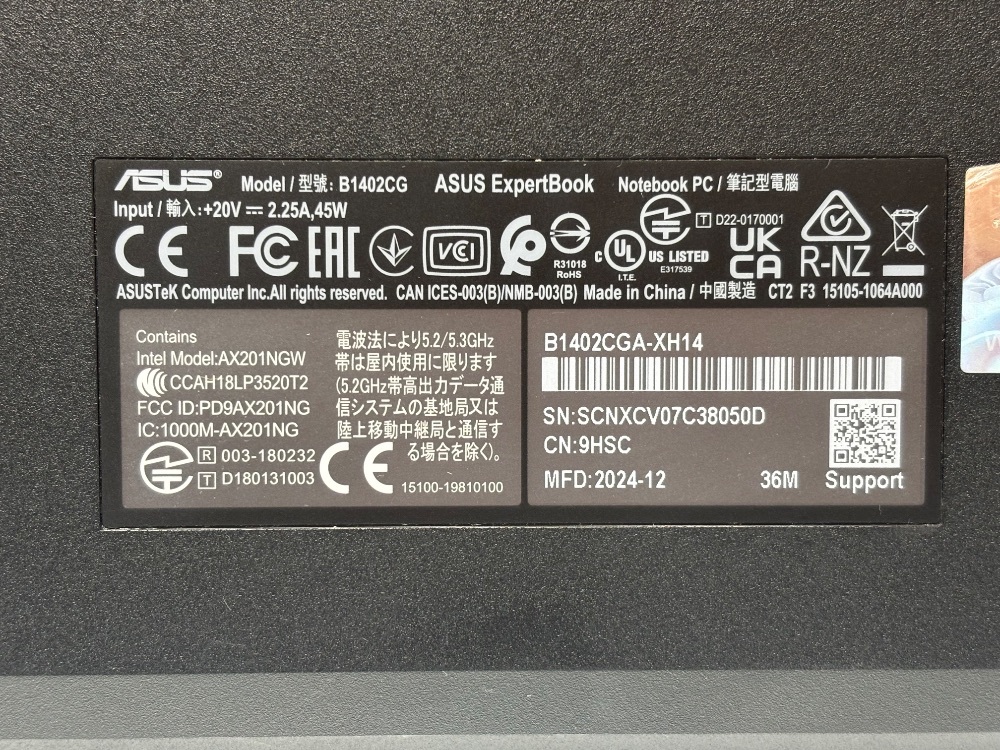 ASUS® Model / 型號: B1402CG ASUS ExpertBook Notebook PC / 筆記型電腦
Input / 輸入:+20V ⎓ 2.25A,45W
CE FC EAC VCI R31018 RoHS c UL US LISTED I.T.E. E317539 T D22-0170001 UK CA R-NZ
ASUSTeK Computer Inc.All rights reserved. CAN ICES-003(B)/NMB-003(B) Made in China / 中國製造 CT2 F3 15105-1064A000
Contains
Intel Model:AX201NGW
CCAH18LP3520T2
FCC ID:PD9AX201NG
IC:1000M-AX201NG
R 003-180232
T D180131003
CE
電波法により5.2/5.3GHz
帯は屋内使用に限ります
(5.2GHz帯高出力データ通
信システムの基地局又は
陸上移動中継局と通信す
る場合を除く)。
15100-19810100
B1402CGA-XH14
SN:SCNXCV07C38050D
CN:9HSC
MFD:2024-12 36M Support